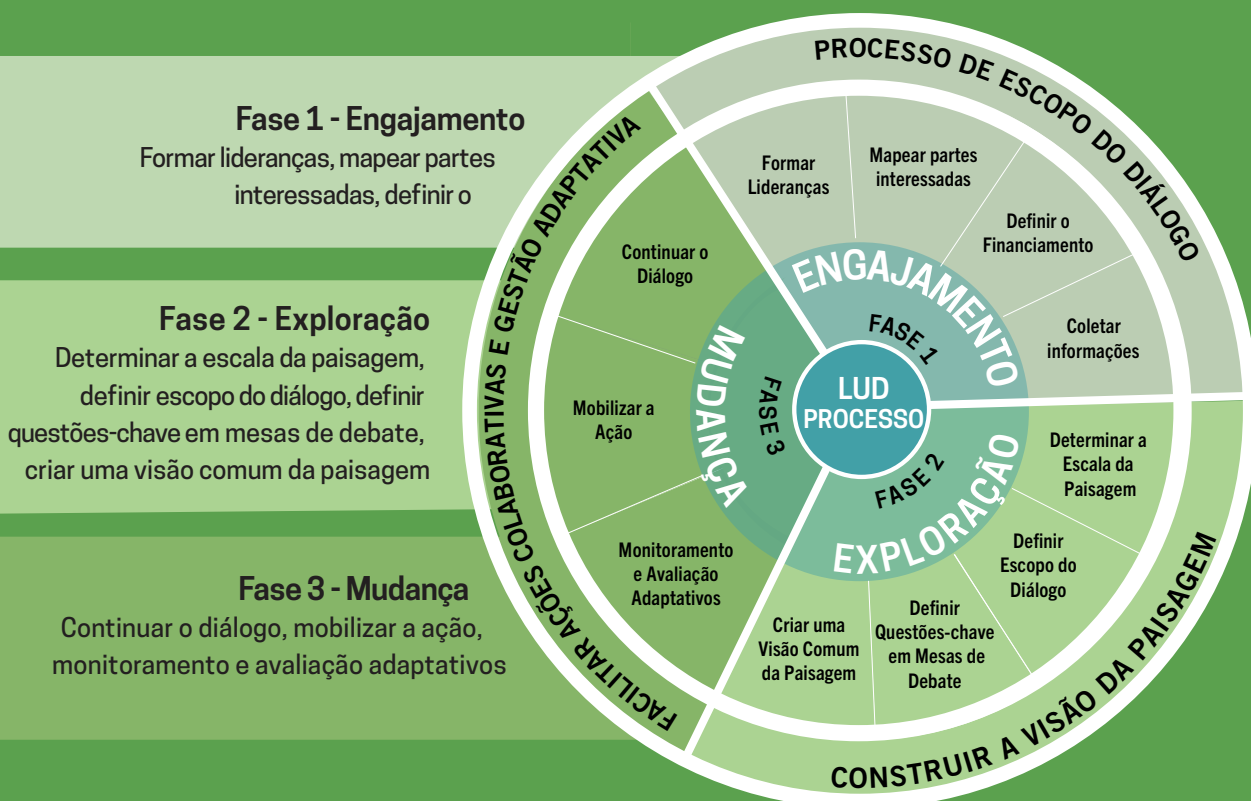 Fase 1 - Engajamento
Formar lideranças, mapear partes
interessadas, definir o
Fase 2 - Exploração
Determinar a escala da paisagem,
definir escopo do diálogo, definir
questões-chave em mesas de debate,
criar uma visão comum da paisagem
Fase 3 - Mudança
Continuar o diálogo, mobilizar a ação,
monitoramento e avaliação adaptativos
PROCESSO DE ESCOPO DO DIÁLOGO
Formar
Lideranças
Mapear partes
interessadas
Definir o
Financiamento
Coletar
informações
ENGAJAMENTO
FASE 1
LUD
PROCESSO
CONSTRUIR A VISÃO DA PAISAGEM
Determinar a
Escala da
Paisagem
Definir
Escopo do
Diálogo
Definir
Questões-chave
em Mesas de
Debate
Criar uma
Visão Comum
da Paisagem
EXPLORAÇÃO
FASE 2
FACILITAR AÇÕES COLABORATIVAS E GESTÃO ADAPTATIVA
Continuar o
Diálogo
Mobilizar a
Ação
Monitoramento
e Avaliação
Adaptativos
MUDANÇA
FASE 3